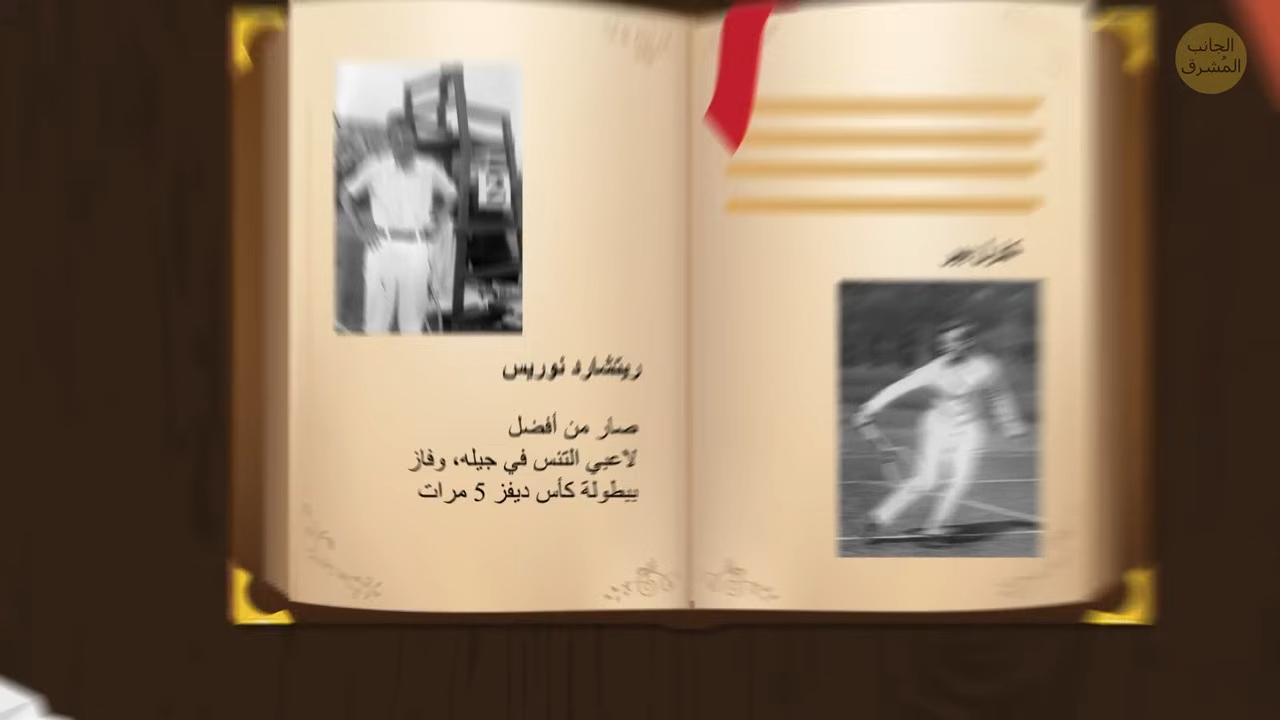 الجانب
المُشرق
ريتشارد نوريس
صار من أفضل
لاعبي التنس في جيله، وفاز
ببطولة كأس ديفز 5 مرات